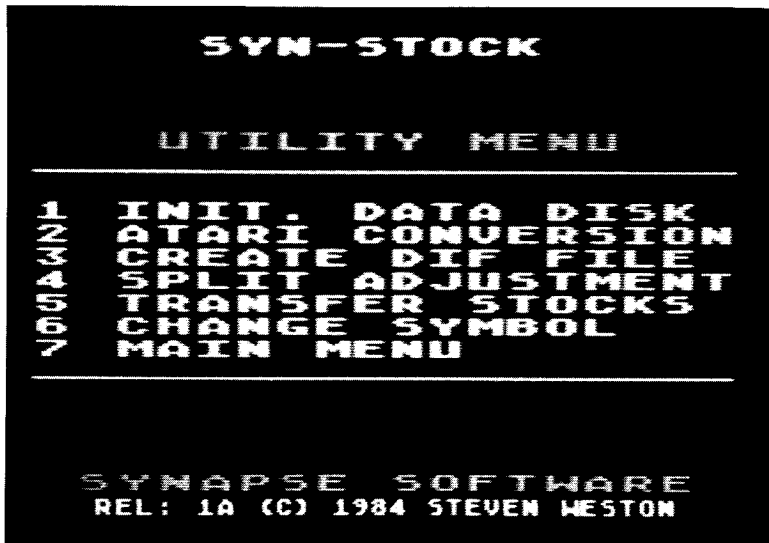 SYN-STOCK
UTILITY MENU
1 INIT. DATA DISK
2 ATARI CONVERSION
3 CREATE DIF FILE
4 SPLIT ADJUSTMENT
5 TRANSFER STOCKS
6 CHANGE SYMBOL
7 MAIN MENU
SYNAPSE SOFTWARE
REL: 1A (C) 1984 STEVEN WESTON